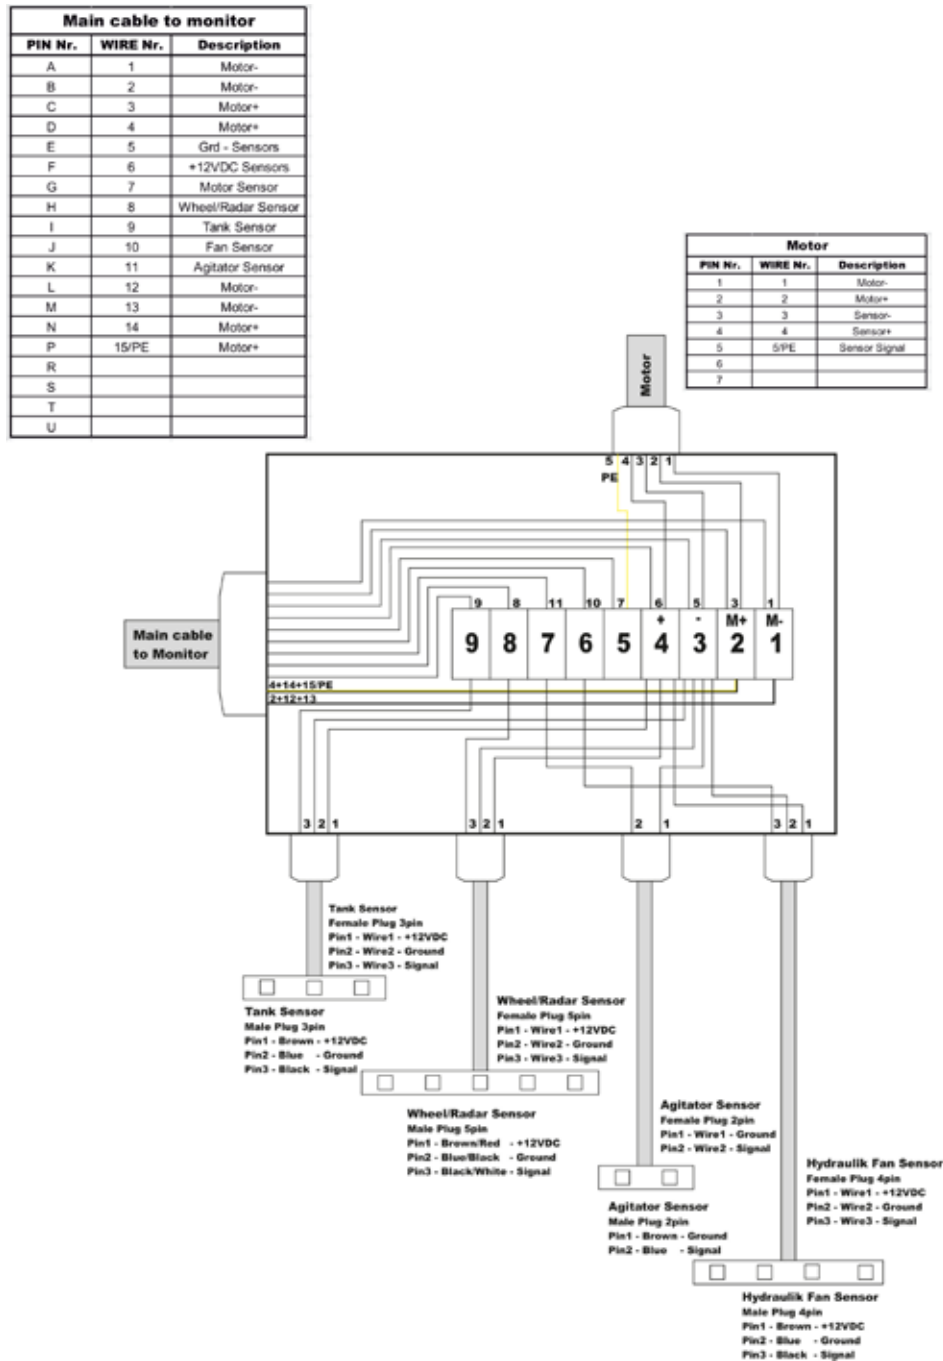 Main cable to monitor
PIN Nr. WIRE Nr. Description
A 1 Motor-
B 2 Motor-
C 3 Motor+
D 4 Motor+
E 5 Grd - Sensors
F 6 +12VDC Sensors
G 7 Motor Sensor
H 8 Wheel/Radar Sensor
I 9 Tank Sensor
J 10 Fan Sensor
K 11 Agitator Sensor
L 12 Motor-
M 13 Motor-
N 14 Motor+
P 15/PE Motor+
R
S
T
U
Motor
PIN Nr. WIRE Nr. Description
1 1 Motor-
2 2 Motor+
3 3 Sensor-
4 4 Sensor+
5 5/PE Sensor Signal
6
7
Motor
5 4 3 2 1
PE
9 8 11 10 7 6 5 3 1
+ - M+ M-
9 8 7 6 5 4 3 2 1
Main cable
to Monitor
4+14+15/PE
2+12+13
3 2 1 3 2 1 2 1 3 2 1
Tank Sensor
Female Plug 3pin
Pin1 - Wire1 - +12VDC
Pin2 - Wire2 - Ground
Pin3 - Wire3 - Signal
Tank Sensor
Male Plug 3pin
Pin1 - Brown - +12VDC
Pin2 - Blue - Ground
Pin3 - Black - Signal
Wheel/Radar Sensor
Female Plug 5pin
Pin1 - Wire1 - +12VDC
Pin2 - Wire2 - Ground
Pin3 - Wire3 - Signal
Wheel/Radar Sensor
Male Plug 5pin
Pin1 - Brown/Red - +12VDC
Pin2 - Blue/Black - Ground
Pin3 - Black/White - Signal
Agitator Sensor
Female Plug 2pin
Pin1 - Wire1 - Ground
Pin2 - Wire2 - Signal
Agitator Sensor
Male Plug 2pin
Pin1 - Brown - Ground
Pin2 - Blue - Signal
Hydraulik Fan Sensor
Female Plug 4pin
Pin1 - Wire1 - +12VDC
Pin2 - Wire2 - Ground
Pin3 - Wire3 - Signal
Hydraulik Fan Sensor
Male Plug 4pin
Pin1 - Brown - +12VDC
Pin2 - Blue - Ground
Pin3 - Black - Signal